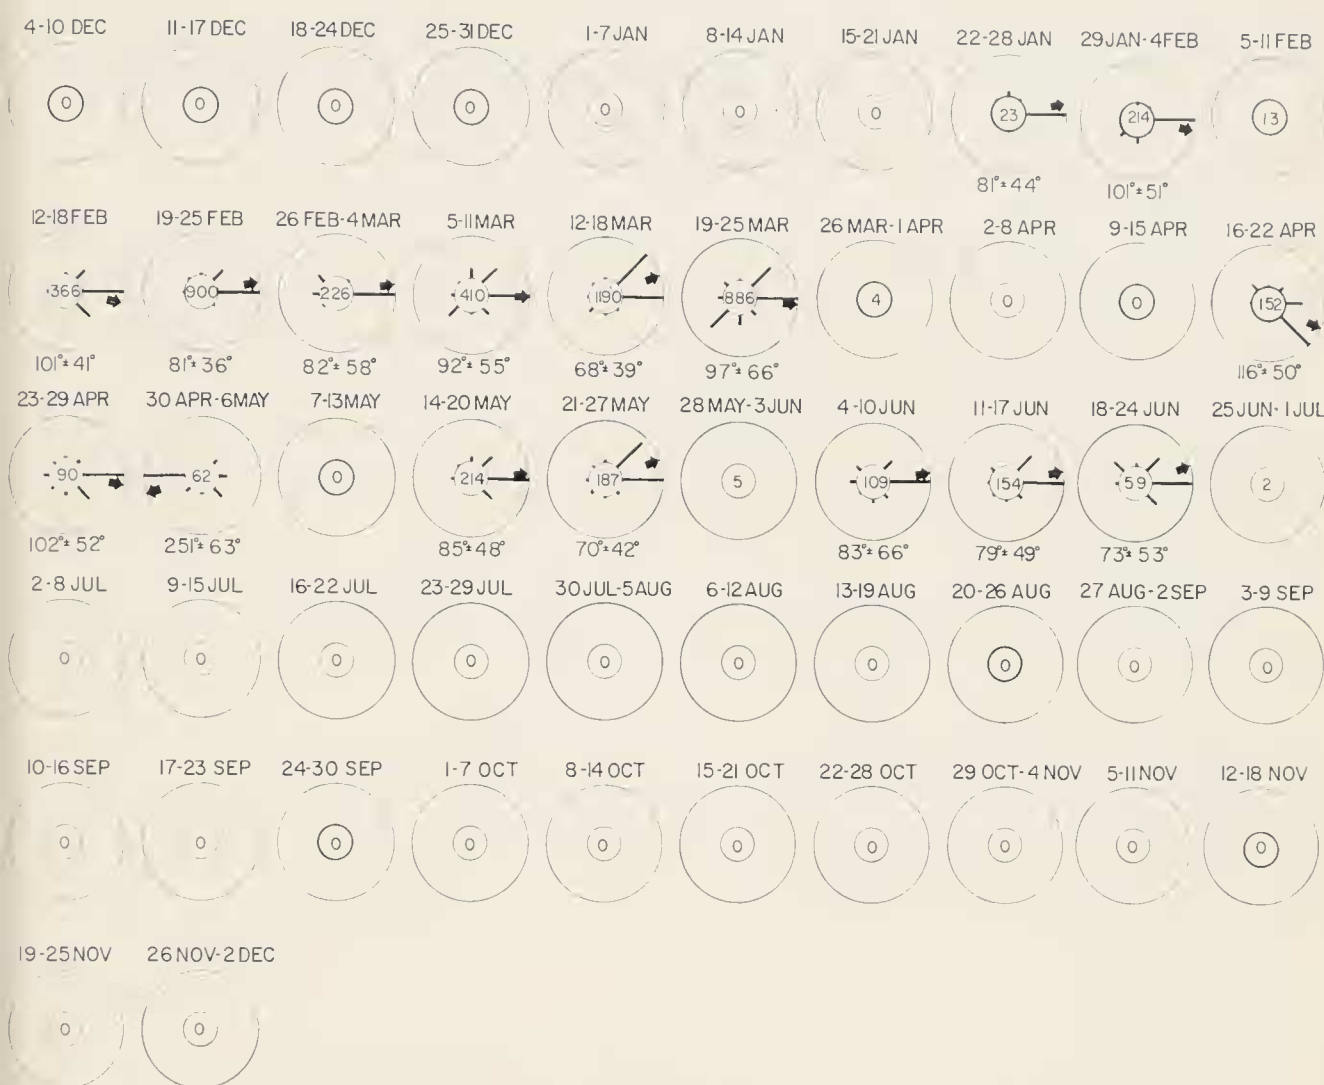 4-10 DEC 11-17 DEC 18-24 DEC 25-31 DEC 1-7 JAN 8-14 JAN 15-21 JAN 22-28 JAN 29 JAN-4 FEB 5-11 FEB
0 0 0 0 0 0 0 23 214 13
81°±44° 101°±51°
12-18 FEB 19-25 FEB 26 FEB-4 MAR 5-11 MAR 12-18 MAR 19-25 MAR 26 MAR-1 APR 2-8 APR 9-15 APR 16-22 APR
366 900 226 410 1190 886 4 0 0 152
101°±41° 81°±36° 82°±58° 92°±55° 68°±39° 97°±66° 116°±50°
23-29 APR 30 APR-6 MAY 7-13 MAY 14-20 MAY 21-27 MAY 28 MAY-3 JUN 4-10 JUN 11-17 JUN 18-24 JUN 25 JUN-1 JUL
90 62 0 214 187 5 109 154 59 2
102°±52° 251°±63° 85°±48° 70°±42° 83°±66° 79°±49° 73°±53°
2-8 JUL 9-15 JUL 16-22 JUL 23-29 JUL 30 JUL-5 AUG 6-12 AUG 13-19 AUG 20-26 AUG 27 AUG-2 SEP 3-9 SEP
0 0 0 0 0 0 0 0 0 0
10-16 SEP 17-23 SEP 24-30 SEP 1-7 OCT 8-14 OCT 15-21 OCT 22-28 OCT 29 OCT-4 NOV 5-11 NOV 12-18 NOV
0 0 0 0 0 0 0 0 0 0
19-25 NOV 26 NOV-2 DEC
0 0